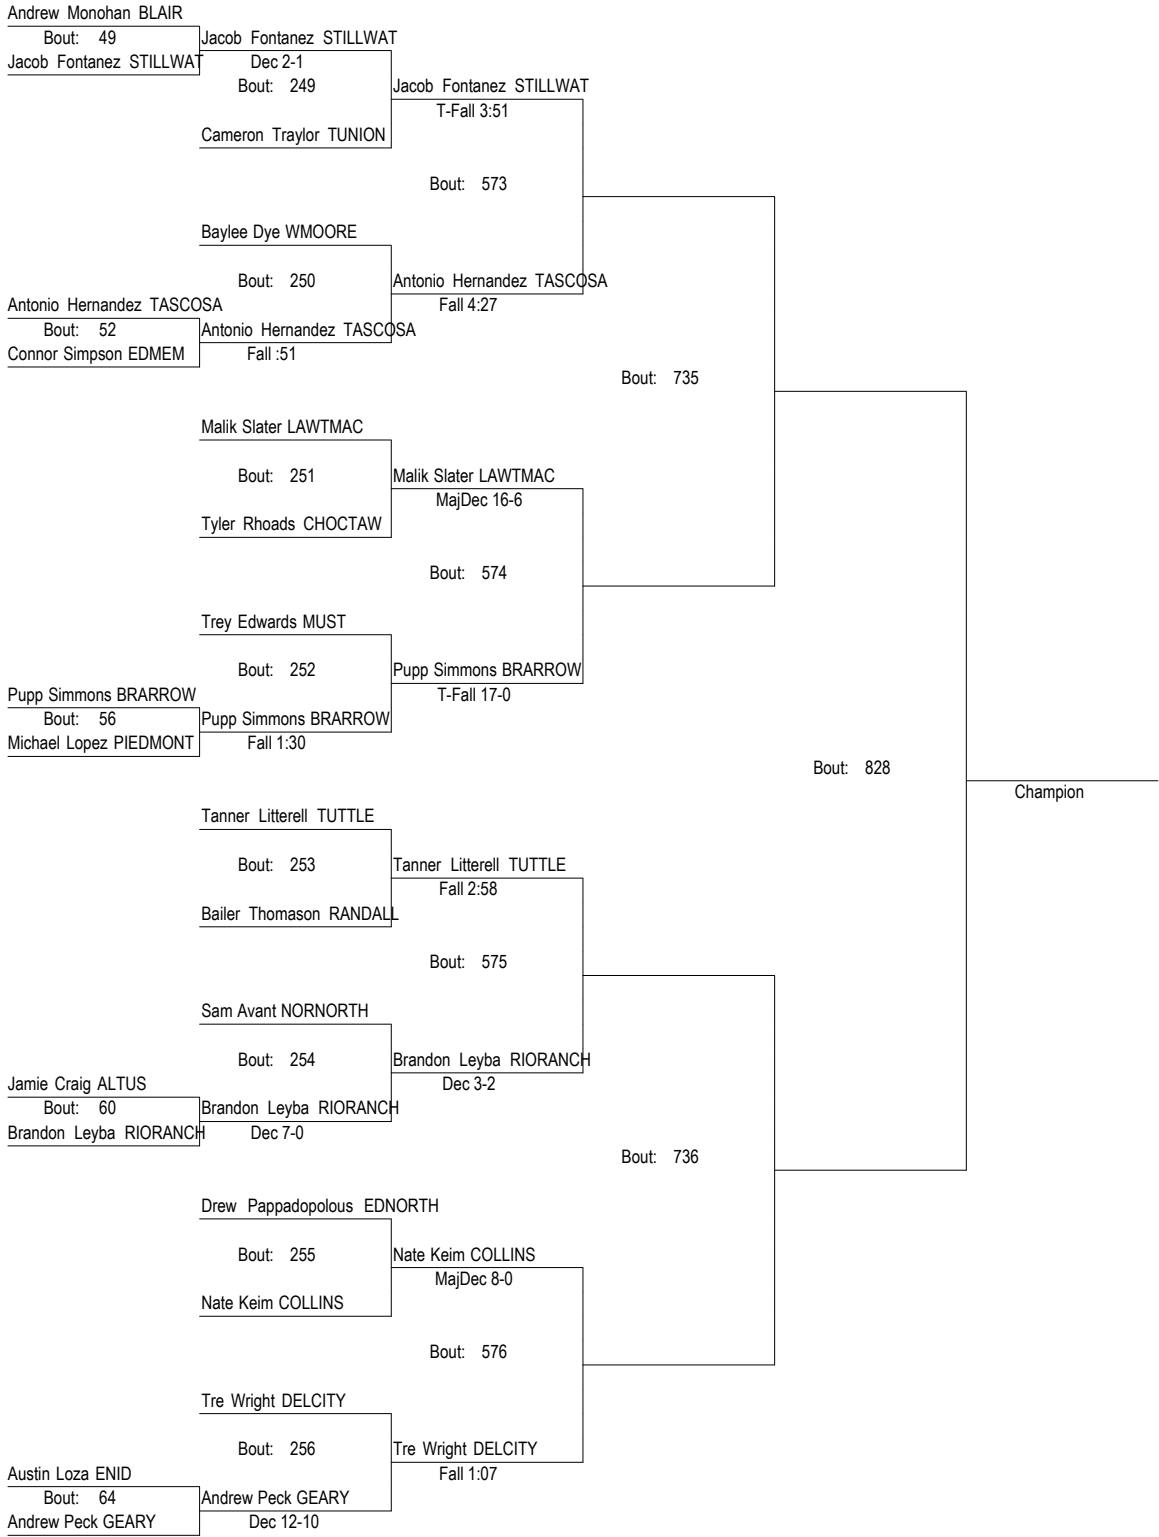 Andrew Monohan BLAIR
Bout: 49
Jacob Fontanez STILLWAT
Jacob Fontanez STILLWAT
Dec 2-1
Bout: 249
Jacob Fontanez STILLWAT
T-Fall 3:51
Cameron Traylor TUNION
Bout: 573
Baylee Dye WMOORE
Bout: 250
Antonio Hernandez TASCOSA
Fall 4:27
Antonio Hernandez TASCOSA
Bout: 52
Antonio Hernandez TASCOSA
Connor Simpson EDMEM
Fall :51
Bout: 735
Malik Slater LAWTMAC
Bout: 251
Malik Slater LAWTMAC
MajDec 16-6
Tyler Rhoads CHOCTAW
Bout: 574
Trey Edwards MUST
Bout: 252
Pupp Simmons BRARROW
T-Fall 17-0
Pupp Simmons BRARROW
Bout: 56
Pupp Simmons BRARROW
Michael Lopez PIEDMONT
Fall 1:30
Bout: 828
Champion
Tanner Litterell TUTTLE
Bout: 253
Tanner Litterell TUTTLE
Fall 2:58
Bailer Thomason RANDALL
Bout: 575
Sam Avant NORNORTH
Bout: 254
Brandon Leyba RIORANCH
Dec 3-2
Jamie Craig ALTUS
Bout: 60
Brandon Leyba RIORANCH
Brandon Leyba RIORANCH
Dec 7-0
Bout: 736
Drew Pappadopolous EDNORTH
Bout: 255
Nate Keim COLLINS
MajDec 8-0
Nate Keim COLLINS
Bout: 576
Tre Wright DELCITY
Bout: 256
Tre Wright DELCITY
Fall 1:07
Austin Loza ENID
Bout: 64
Andrew Peck GEARY
Andrew Peck GEARY
Dec 12-10